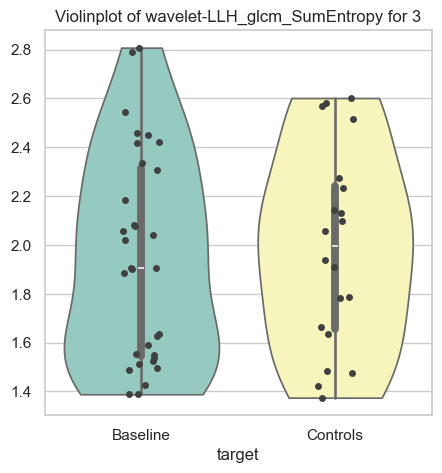 Violinplot of wavelet-LLH_glcm_SumEntropy for 3
2.8
2.6
2.4
2.2
2.0
1.8
1.6
1.4
Baseline Controls
target